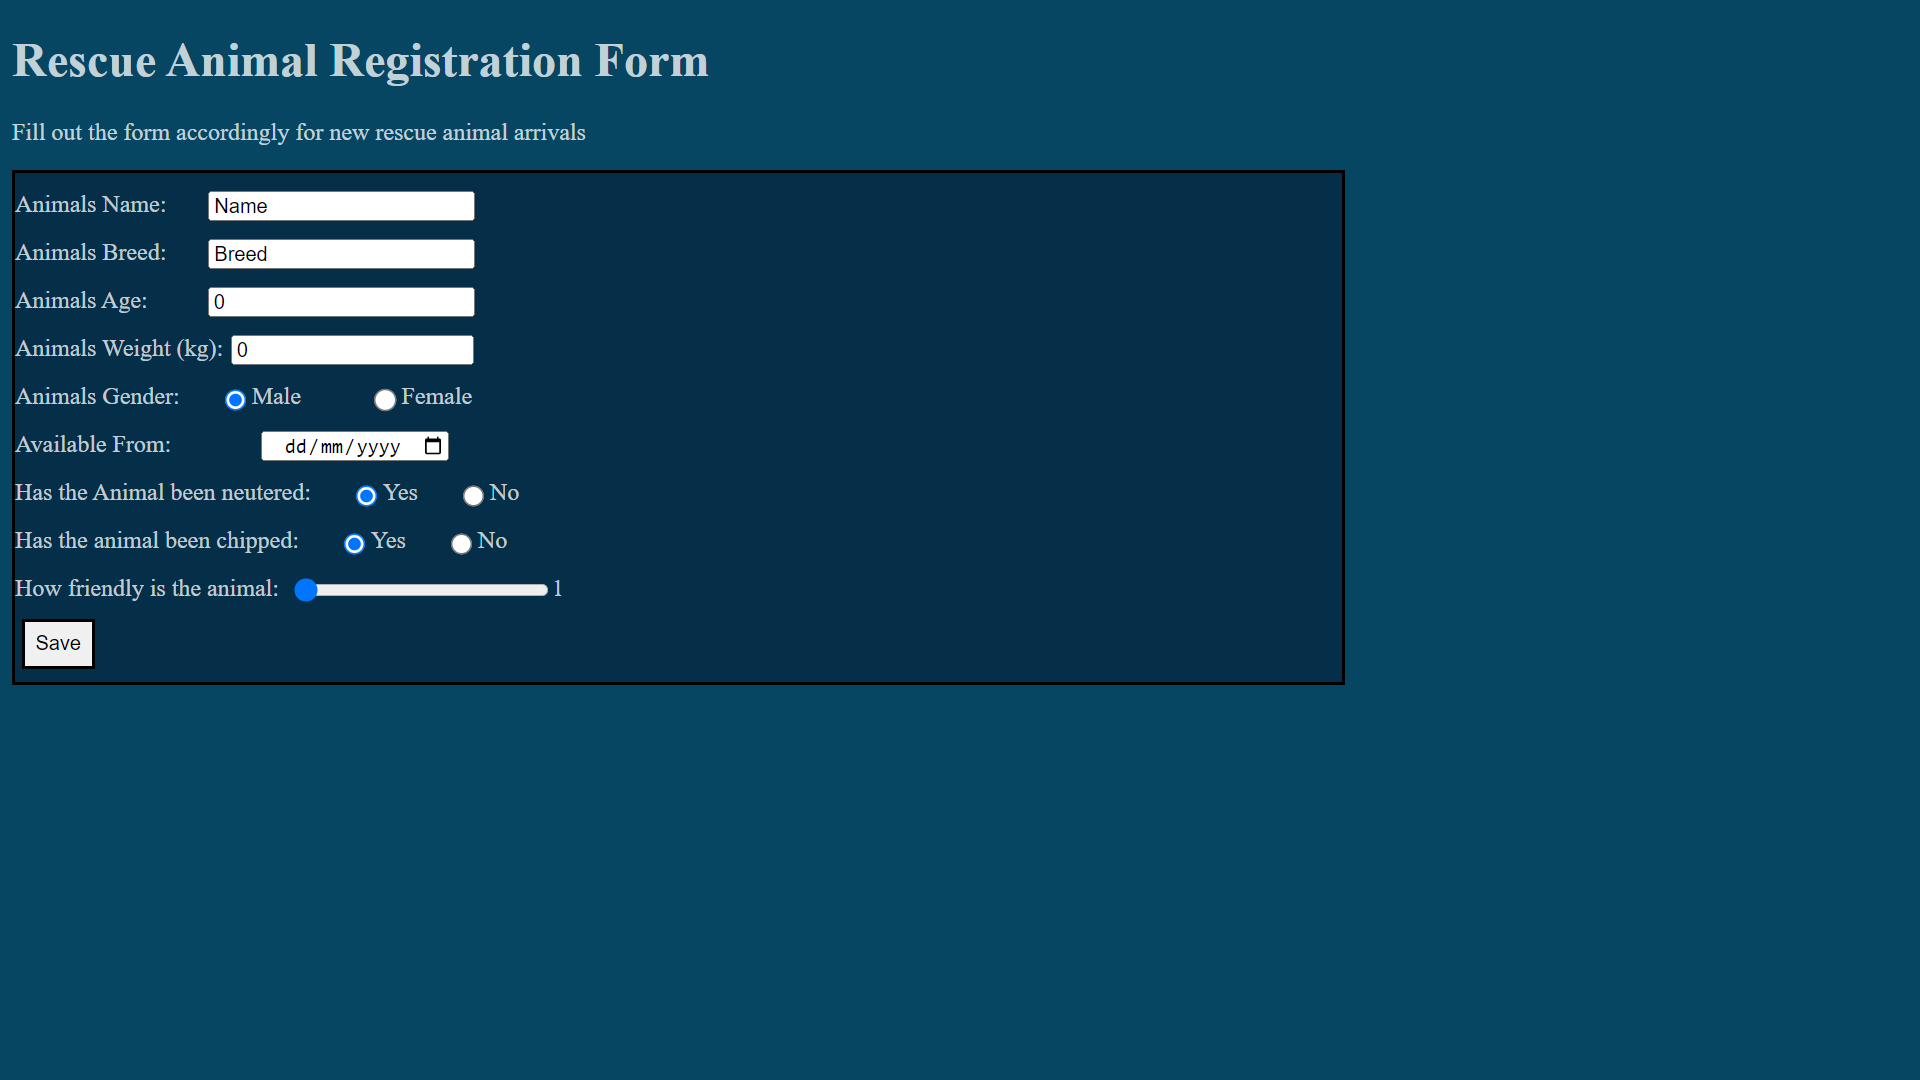 Rescue Animal Registration Form
Fill out the form accordingly for new rescue animal arrivals
Animals Name: Name
Animals Breed: Breed
Animals Age: 0
Animals Weight (kg): 0
Animals Gender: Male Female
Available From: dd/mm/yyyy
Has the Animal been neutered: Yes No
Has the animal been chipped: Yes No
How friendly is the animal: 1
Save